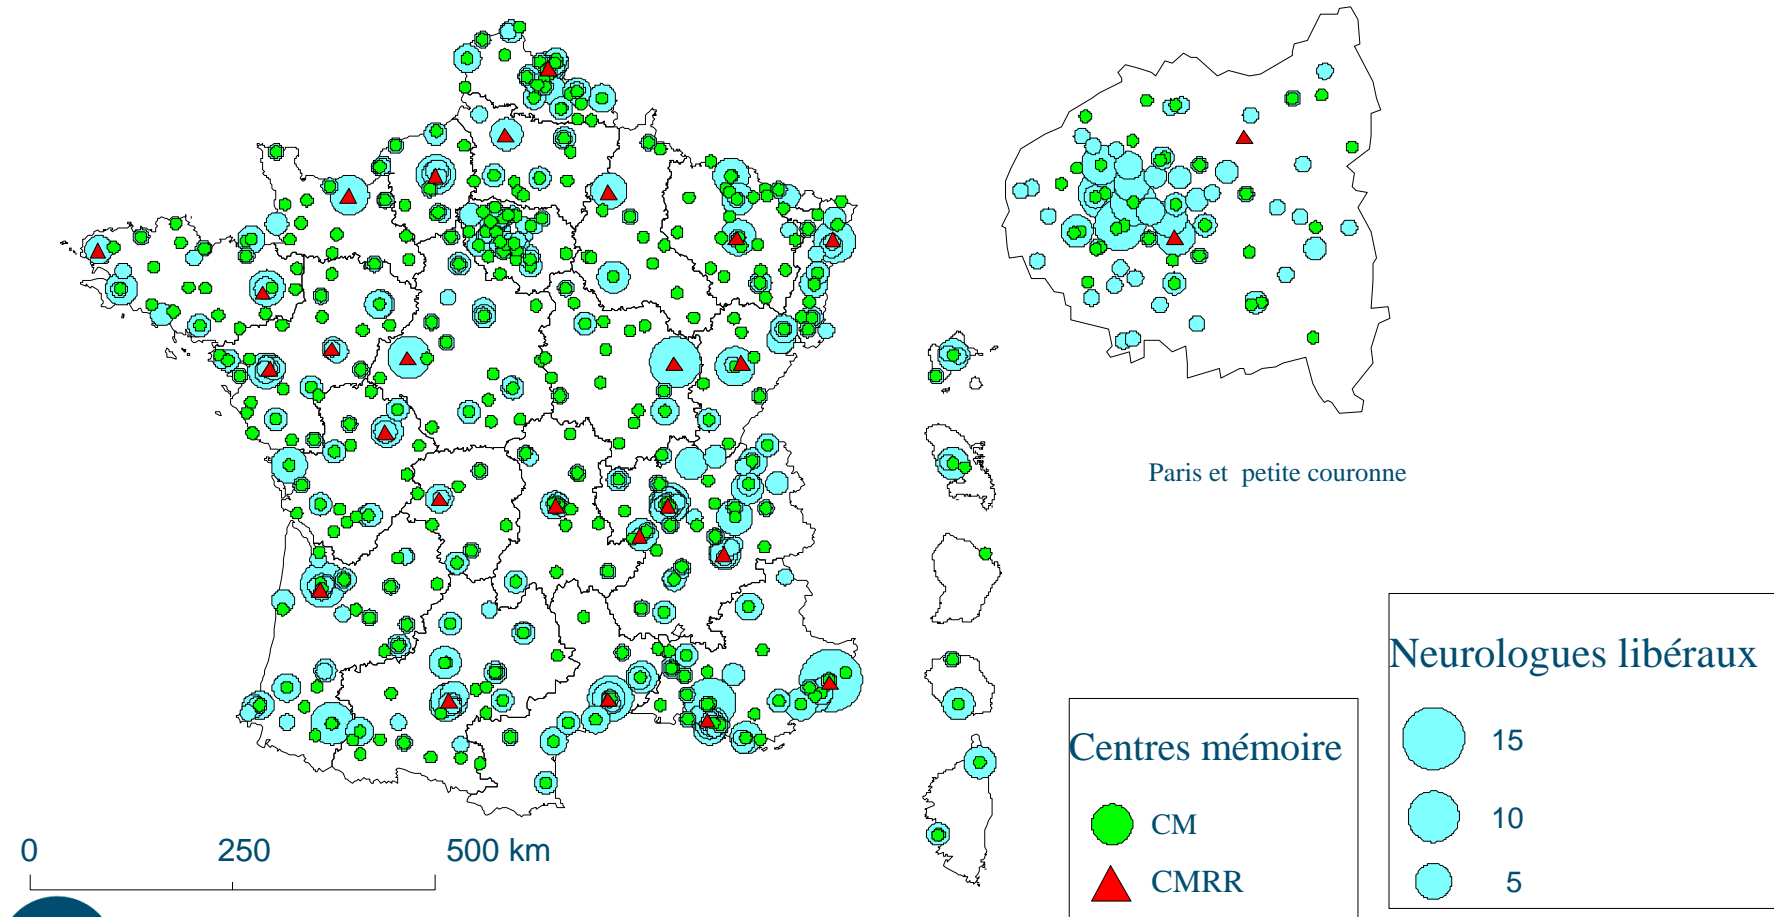 Paris et petite couronne
Neurologues libéraux
15
10
5
Centres mémoire
CM
CMRR
0 250 500 km